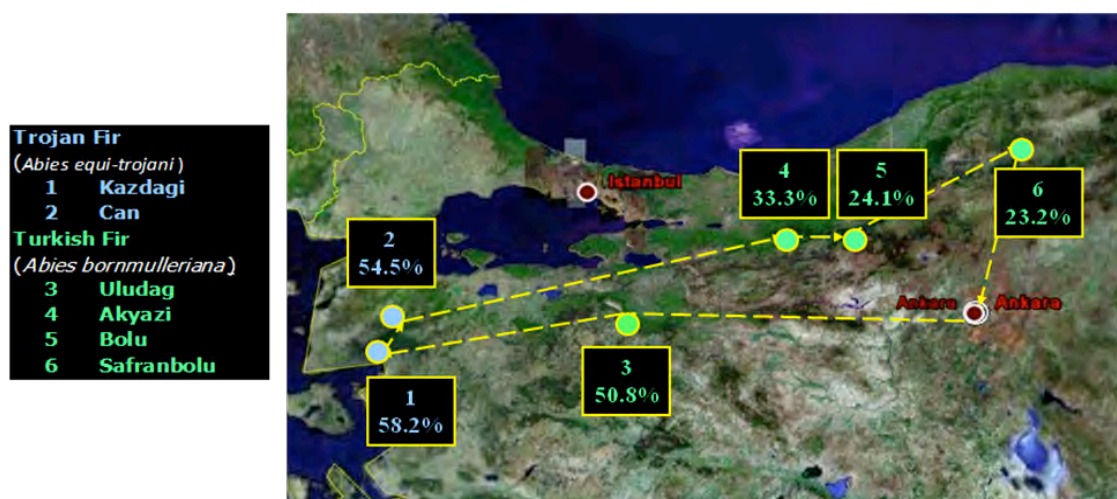 Trojan Fir
(Abies equi-trojani)
1 Kazdagi
2 Can
Turkish Fir
(Abies bornmulleriana)
3 Uludag
4 Akyazi
5 Bolu
6 Safranbolu
Istanbul
4
33.3%
5
24.1%
6
23.2%
2
54.5%
Ankara
Ankara
3
50.8%
1
58.2%